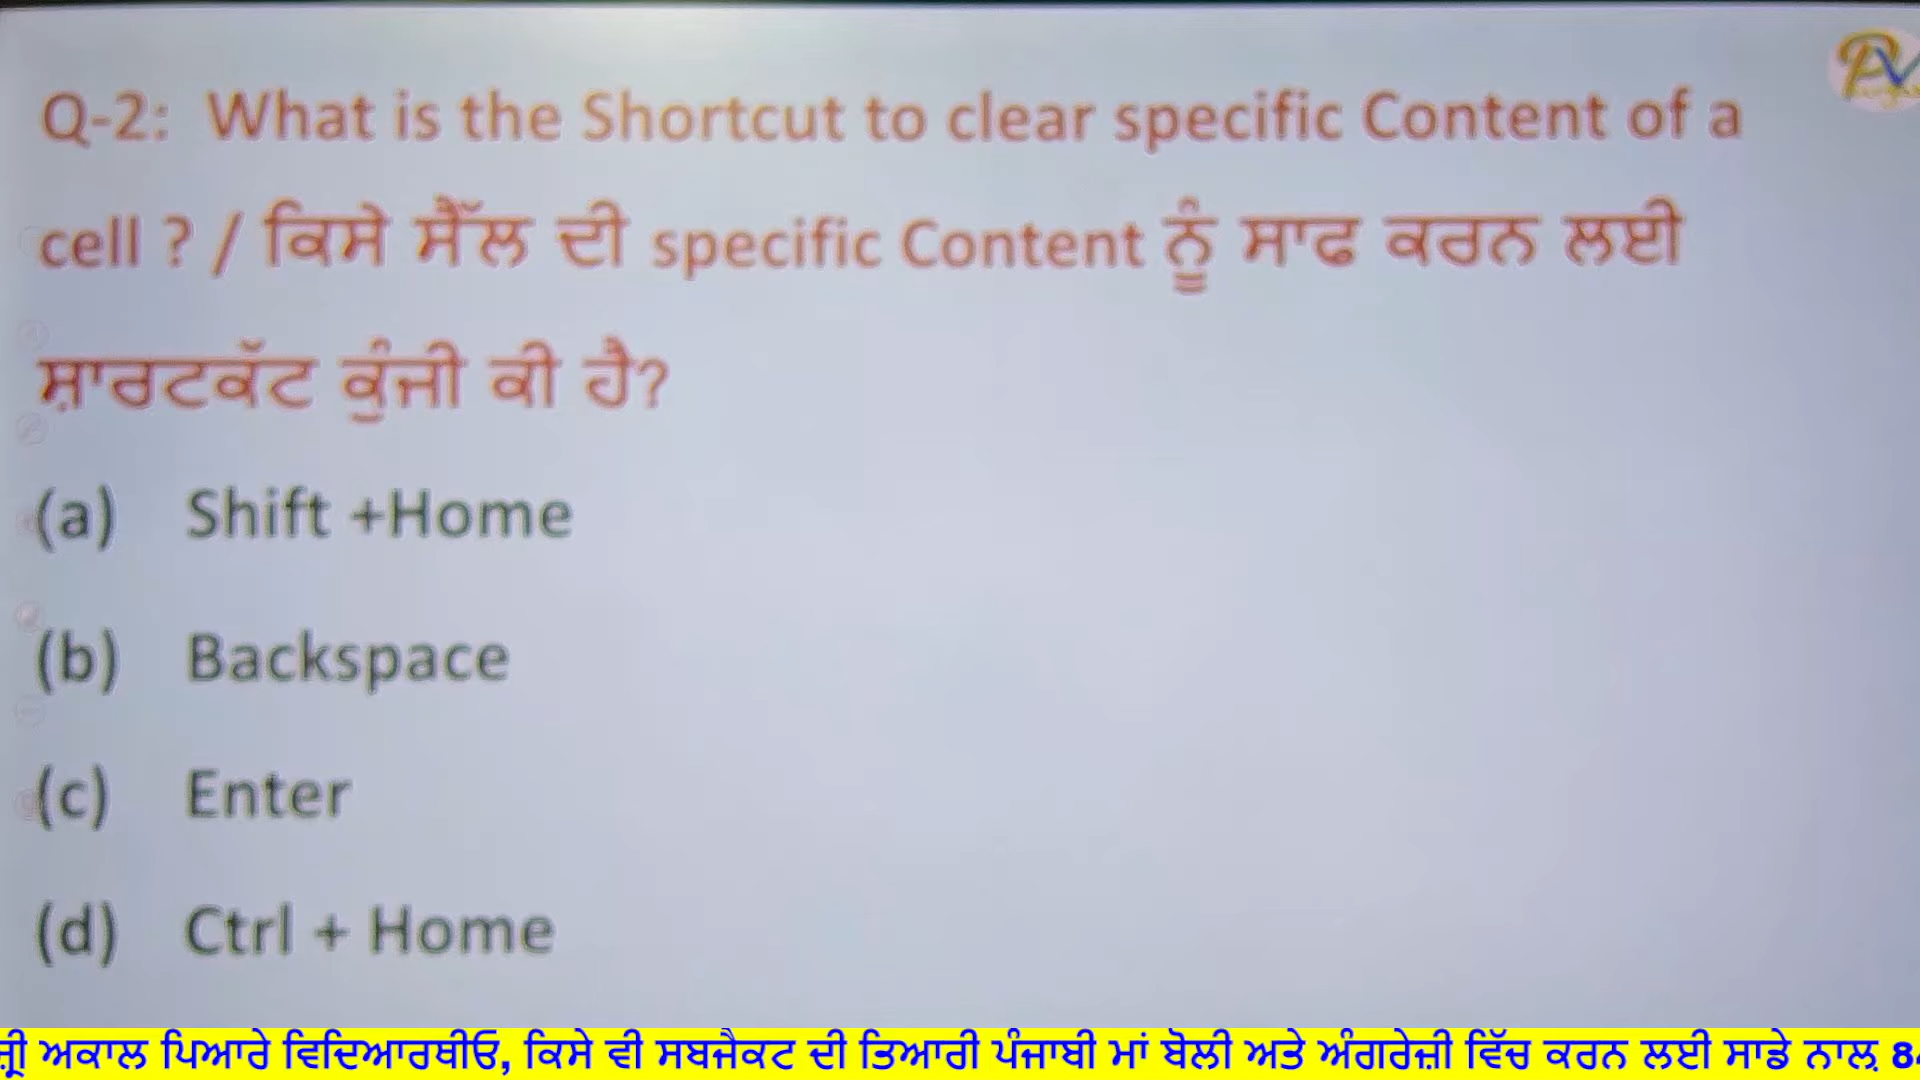 Q-2: What is the Shortcut to clear specific Content of a
cell ? / ਕਿਸੇ ਸੈੱਲ ਦੀ specific Content ਨੂੰ ਸਾਫ ਕਰਨ ਲਈ
ਸ਼ਾਰਟਕੱਟ ਕੁੰਜੀ ਕੀ ਹੈ?
(a) Shift +Home
(b) Backspace
(c) Enter
(d) Ctrl + Home
ਅਕਾਲ ਪਿਆਰੇ ਵਿਦਿਆਰਥੀਓ, ਕਿਸੇ ਵੀ ਸਬਜੈਕਟ ਦੀ ਤਿਆਰੀ ਪੰਜਾਬੀ ਮਾਂ ਬੋਲੀ ਅਤੇ ਅੰਗਰੇਜ਼ੀ ਵਿੱਚ ਕਰਨ ਲਈ ਸਾਡੇ ਨਾਲ਼